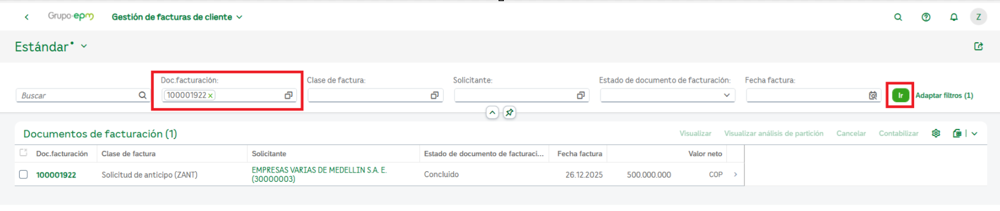 Grupo·epm Gestión de facturas de cliente Z
Estándar*
Doc.facturación: Clase de factura: Solicitante: Estado de documento de facturación: Fecha factura:
Buscar 100001922 Ir Adaptar filtros (1)
Documentos de facturación (1) Visualizar Visualizar análisis de partición Cancelar Contabilizar
Doc.facturación Clase de factura Solicitante Estado de documento de facturaci... Fecha factura Valor neto
100001922 Solicitud de anticipo (ZANT) EMPRESAS VARIAS DE MEDELLIN S.A. E. Concluido 26.12.2025 500.000.000 COP
(30000003)